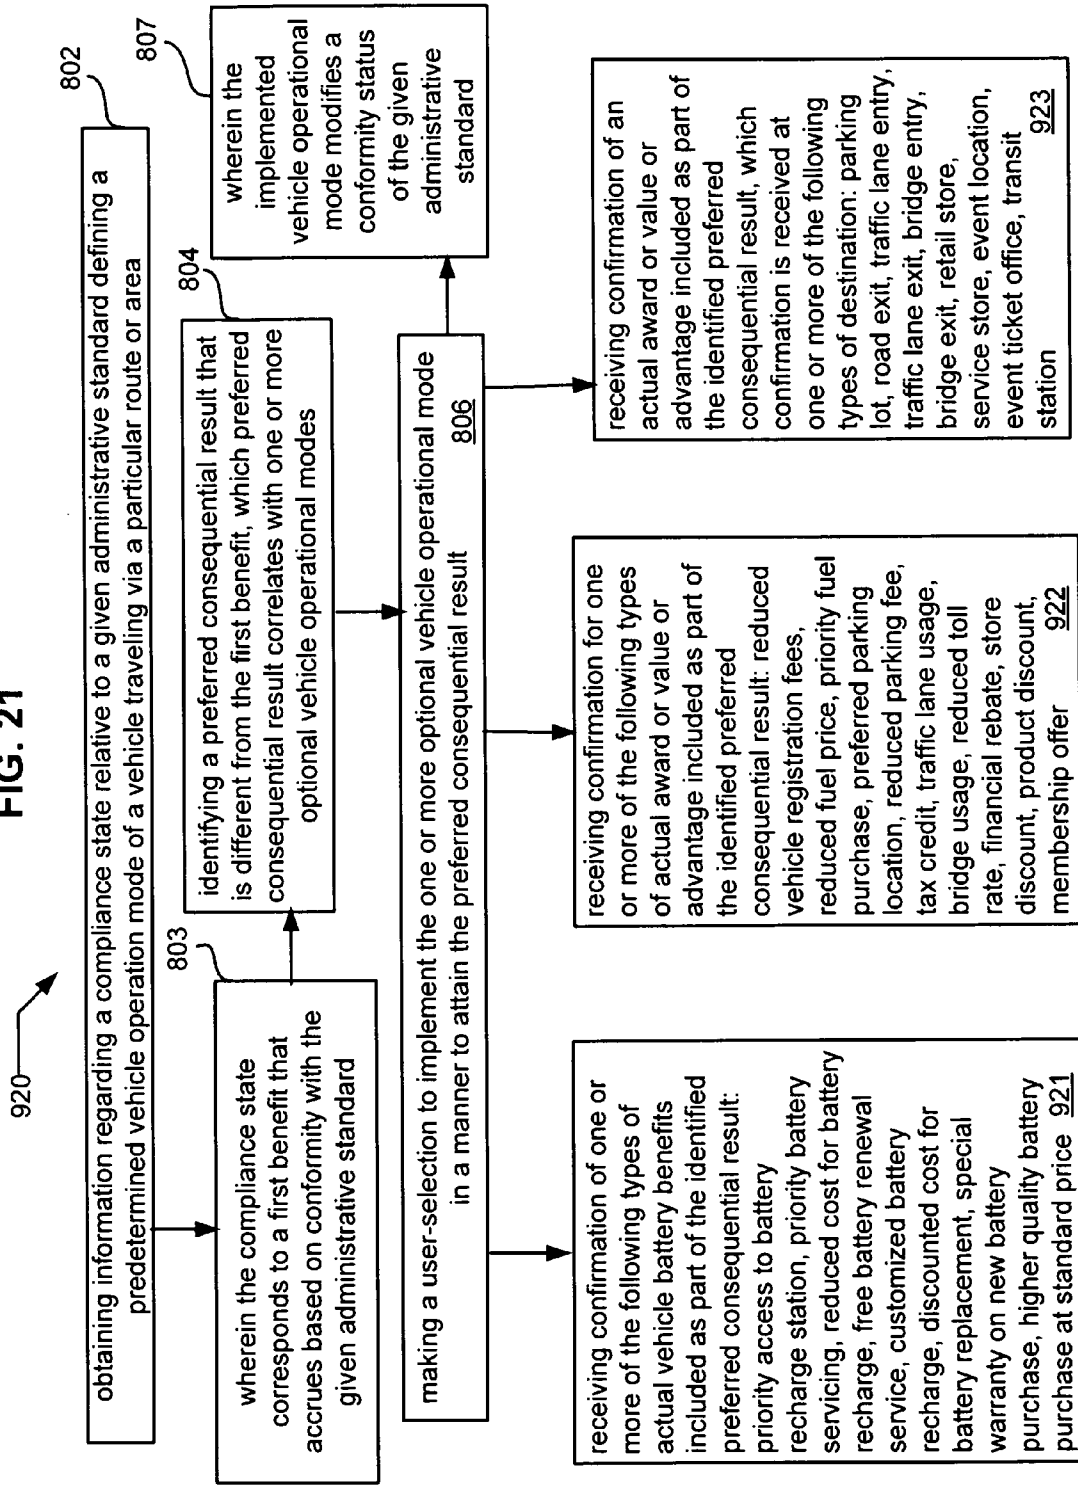 FIG. 21
920
802
obtaining information regarding a compliance state relative to a given administrative standard defining a
predetermined vehicle operation mode of a vehicle traveling via a particular route or area
803
wherein the compliance state
corresponds to a first benefit that
accrues based on conformity with the
given administrative standard
804
identifying a preferred consequential result that
is different from the first benefit, which preferred
consequential result correlates with one or more
optional vehicle operational modes
807
wherein the
implemented
vehicle operational
mode modifies a
conformity status
of the given
administrative
standard
making a user-selection to implement the one or more optional vehicle operational mode
in a manner to attain the preferred consequential result 806
receiving confirmation of one or
more of the following types of
actual vehicle battery benefits
included as part of the identified
preferred consequential result:
priority access to battery
recharge station, priority battery
servicing, reduced cost for battery
recharge, free battery renewal
service, customized battery
recharge, discounted cost for
battery replacement, special
warranty on new battery
purchase, higher quality battery
purchase at standard price 921
receiving confirmation for one
or more of the following types
of actual award or value or
advantage included as part of
the identified preferred
consequential result: reduced
vehicle registration fees,
reduced fuel price, priority fuel
purchase, preferred parking
location, reduced parking fee,
tax credit, traffic lane usage,
bridge usage, reduced toll
rate, financial rebate, store
discount, product discount,
membership offer 922
receiving confirmation of an
actual award or value or
advantage included as part of
the identified preferred
consequential result, which
confirmation is received at
one or more of the following
types of destination: parking
lot, road exit, traffic lane entry,
traffic lane exit, bridge entry,
bridge exit, retail store,
service store, event location,
event ticket office, transit
station 923